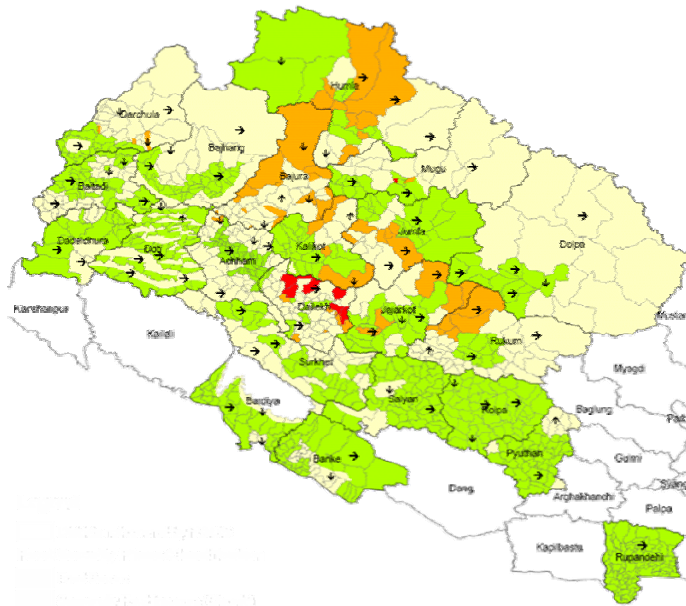 Humla
Darchula
Bajhang
Mugu
Bajura
Baitadi
Jumla
Dolpa
Dadeldhura
Doti
Kalikot
Achham
Dailekh
Jajarkot
Kanchanpur
Kailali
Rukum
Surkhet
Myagdi
Bardiya
Salyan
Rolpa
Baglung
Pyuthan
Gulmi
Banke
Dang
Arghakhanchi
Palpa
Kapilbastu
Rupandehi